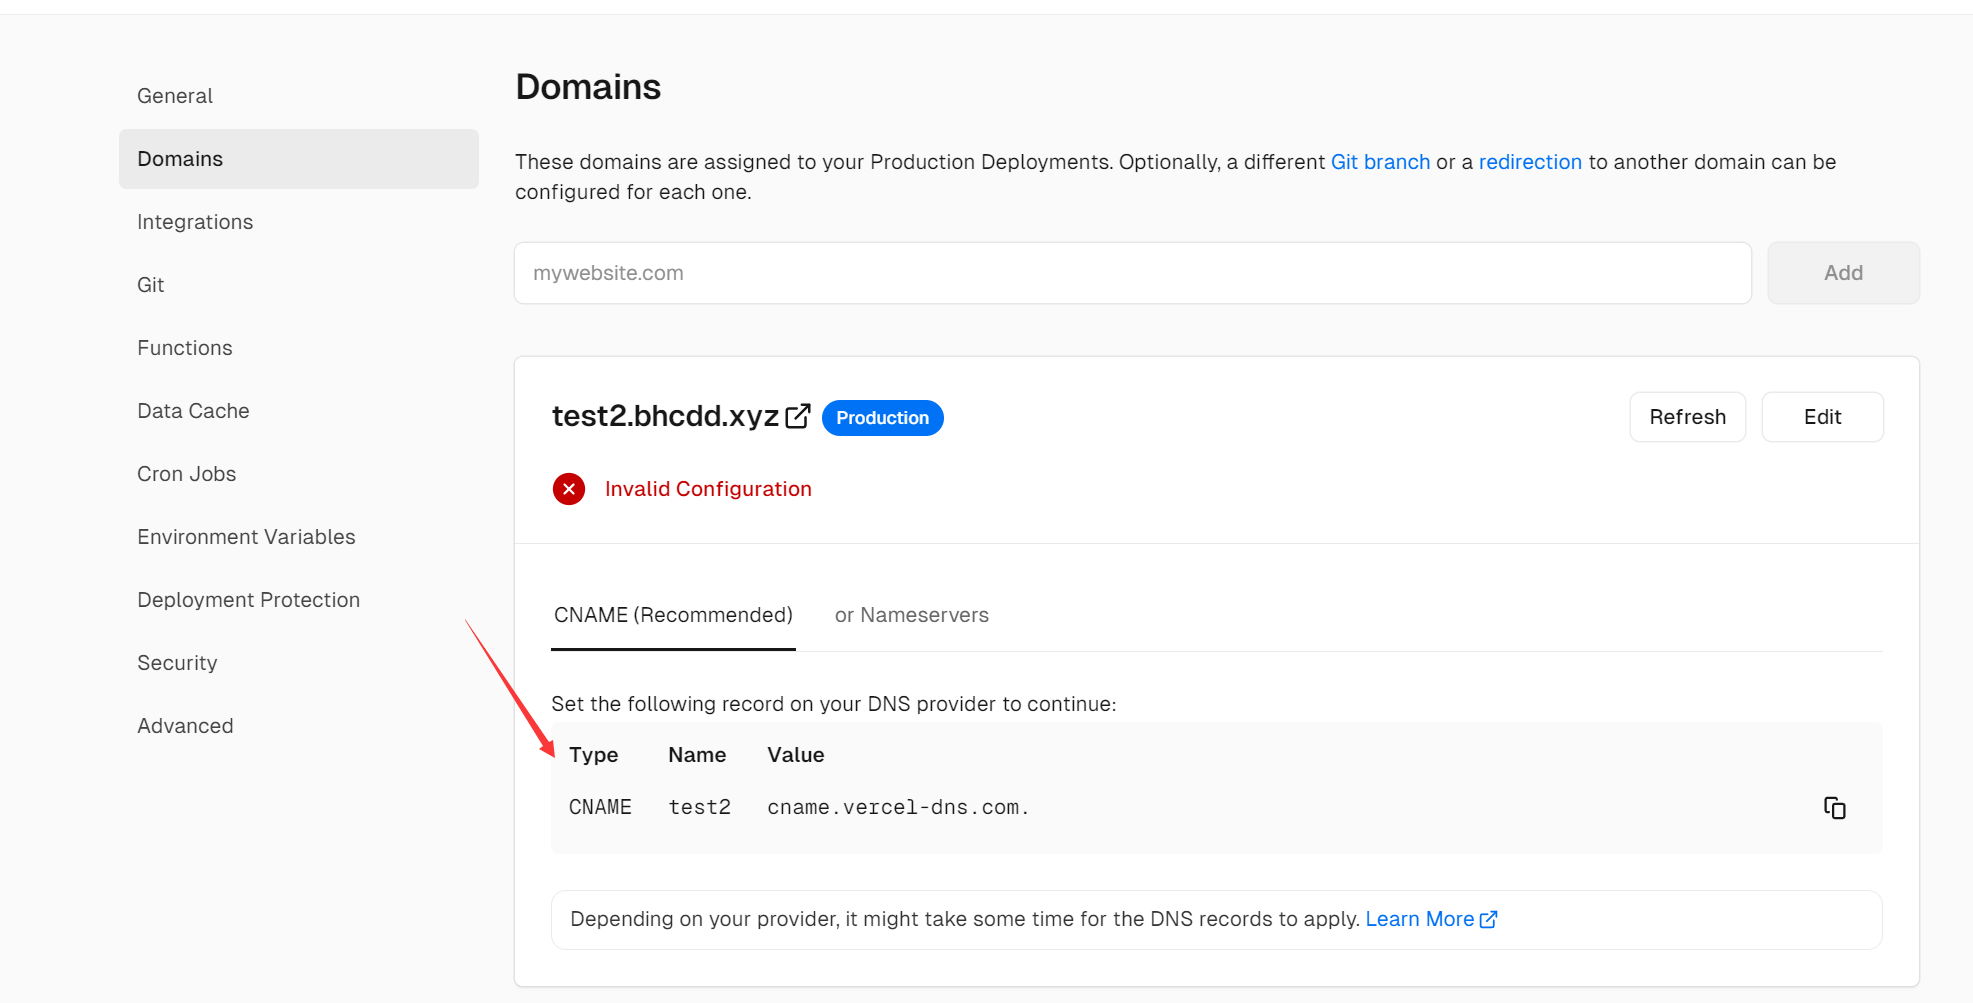 General
Domains
Integrations
Git
Functions
Data Cache
Cron Jobs
Environment Variables
Deployment Protection
Security
Advanced
Domains
These domains are assigned to your Production Deployments. Optionally, a different Git branch or a redirection to another domain can be
configured for each one.
mywebsite.com
Add
test2.bhcdd.xyz
Production
Refresh
Edit
Invalid Configuration
CNAME (Recommended)
or Nameservers
Set the following record on your DNS provider to continue:
Type Name Value
CNAME test2 cname.vercel-dns.com.
Depending on your provider, it might take some time for the DNS records to apply. Learn More